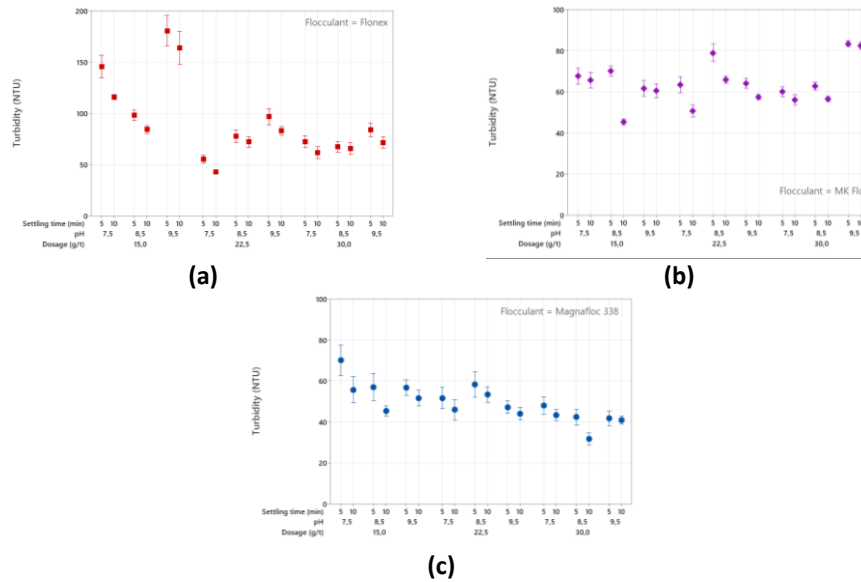 Flocculant = Flonex
Turbidity (NTU)
200
150
100
50
0
Settling time (min) 5 10 5 10 5 10 5 10 5 10 5 10 5 10 5 10 5 10
pH 7,5 8,5 9,5 7,5 8,5 9,5 7,5 8,5 9,5
Dosage (g/t) 15,0 22,5 30,0
(a)
Turbidity (NTU)
100
80
60
40
20
0
Flocculant = MK Flo
Settling time (min) 5 10 5 10 5 10 5 10 5 10 5 10 5 10 5 10 5 10
pH 7,5 8,5 9,5 7,5 8,5 9,5 7,5 8,5 9,5
Dosage (g/t) 15,0 22,5 30,0
(b)
Flocculant = Magnafloc 338
Turbidity (NTU)
100
80
60
40
20
0
Settling time (min) 5 10 5 10 5 10 5 10 5 10 5 10 5 10 5 10 5 10
pH 7,5 8,5 9,5 7,5 8,5 9,5 7,5 8,5 9,5
Dosage (g/t) 15,0 22,5 30,0
(c)